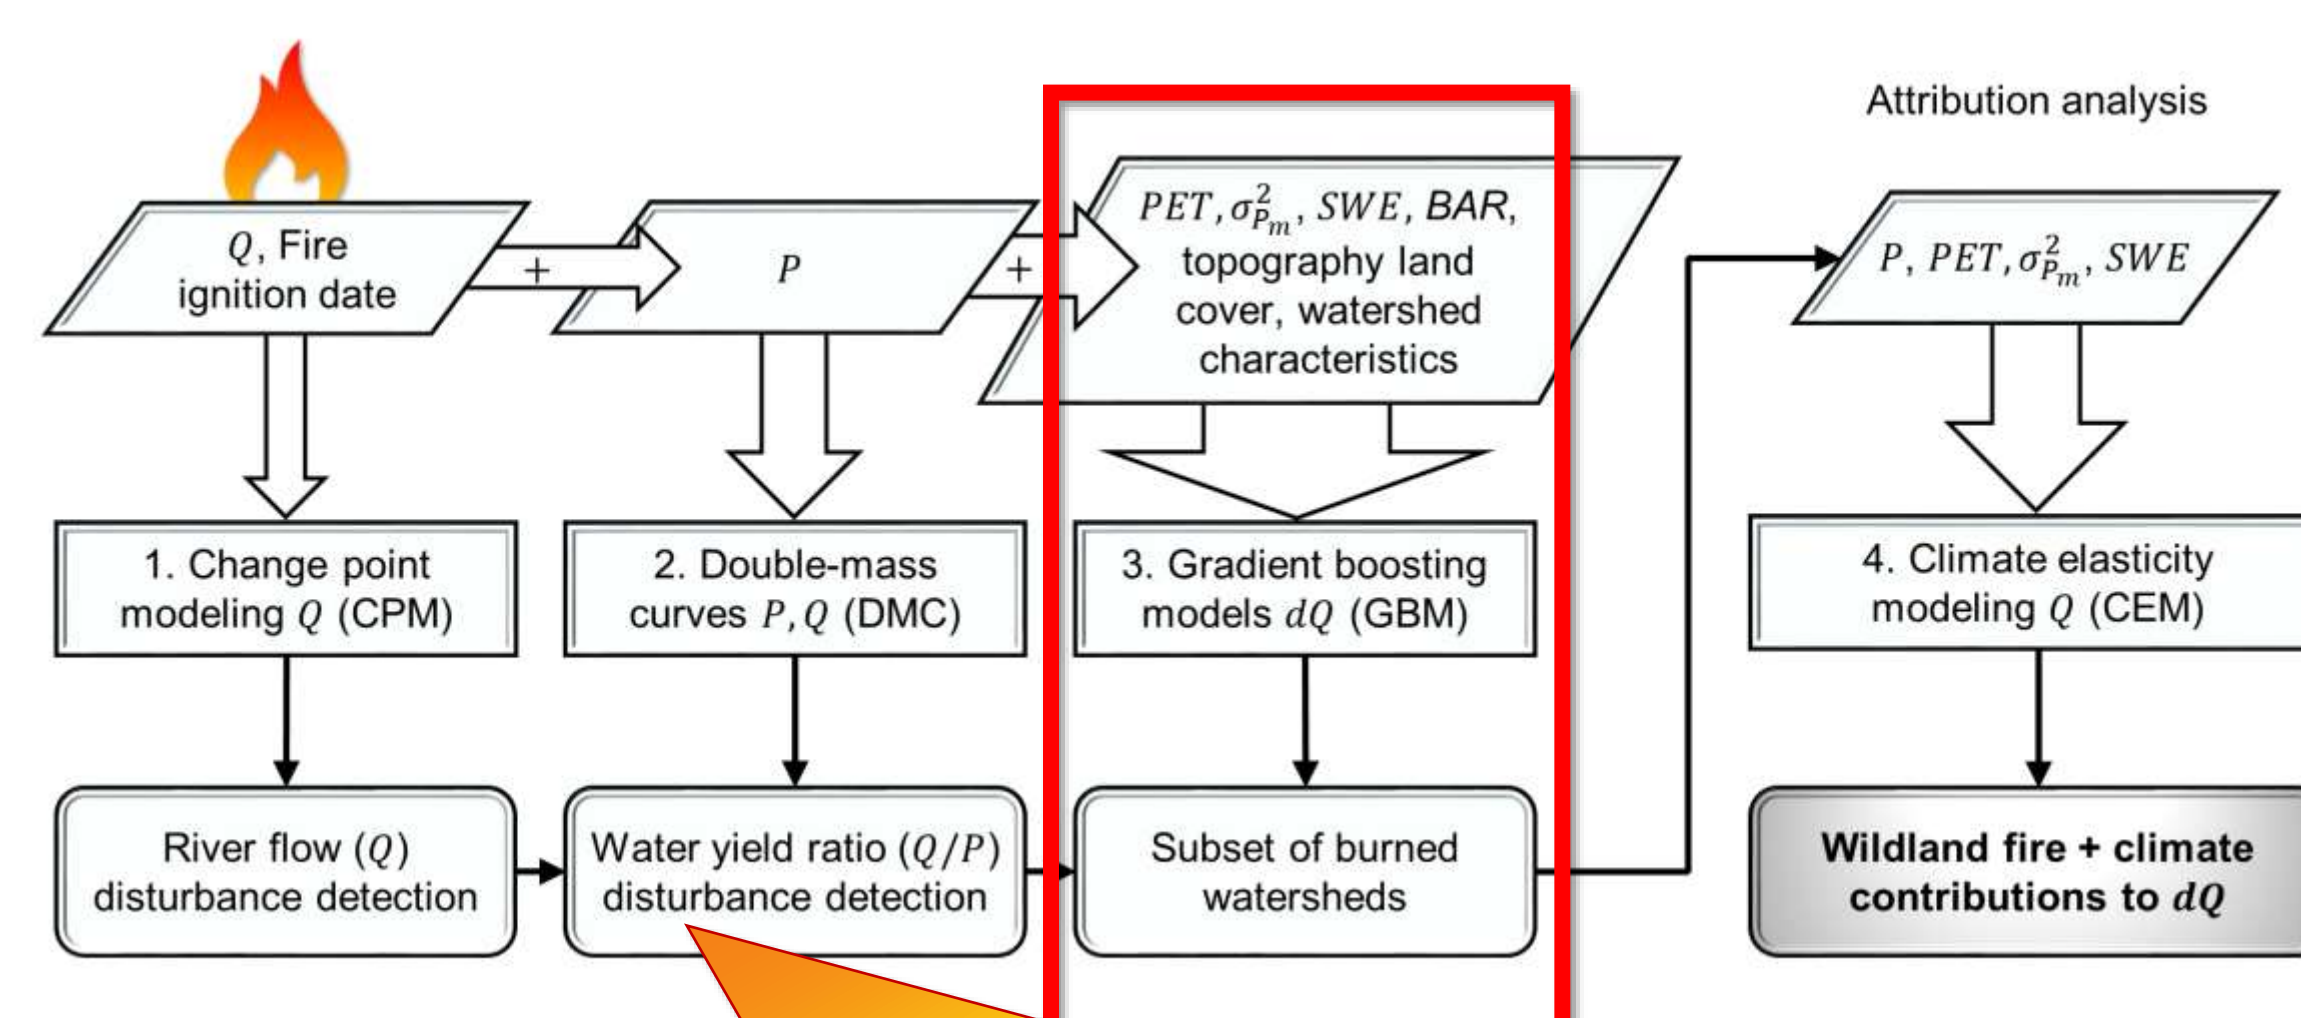 Attribution analysis
Q, Fire
ignition date
+
P
+
PET, σ²Pm, SWE, BAR,
topography land
cover, watershed
characteristics
P, PET, σ²Pm, SWE
1. Change point
modeling Q (CPM)
2. Double-mass
curves P, Q (DMC)
3. Gradient boosting
models dQ (GBM)
4. Climate elasticity
modeling Q (CEM)
River flow (Q)
disturbance detection
Water yield ratio (Q/P)
disturbance detection
Subset of burned
watersheds
Wildland fire + climate
contributions to dQ